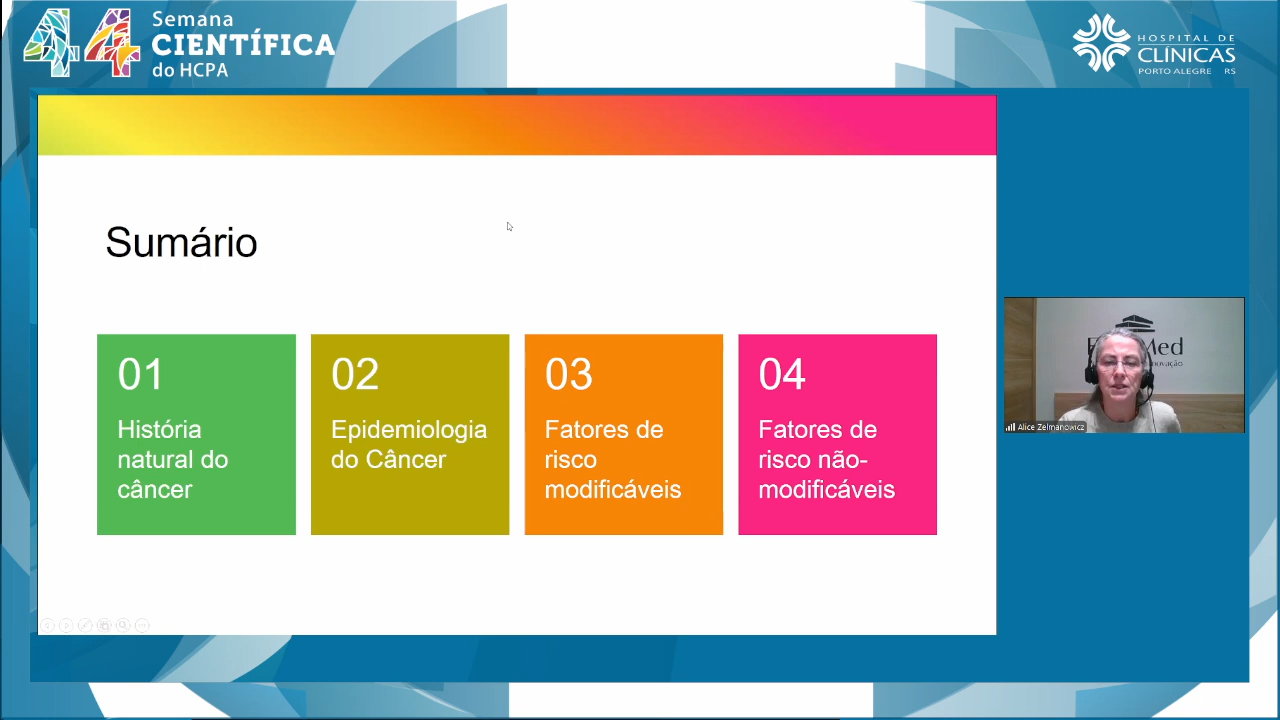 44 Semana
CIENTÍFICA
do HCPA
HOSPITAL DE
CLÍNICAS
PORTO ALEGRE RS
Sumário
01
História
natural do
câncer
02
Epidemiologia
do Câncer
03
Fatores de
risco
modificáveis
04
Fatores de
risco não-
modificáveis
Alice Zelmanowicz